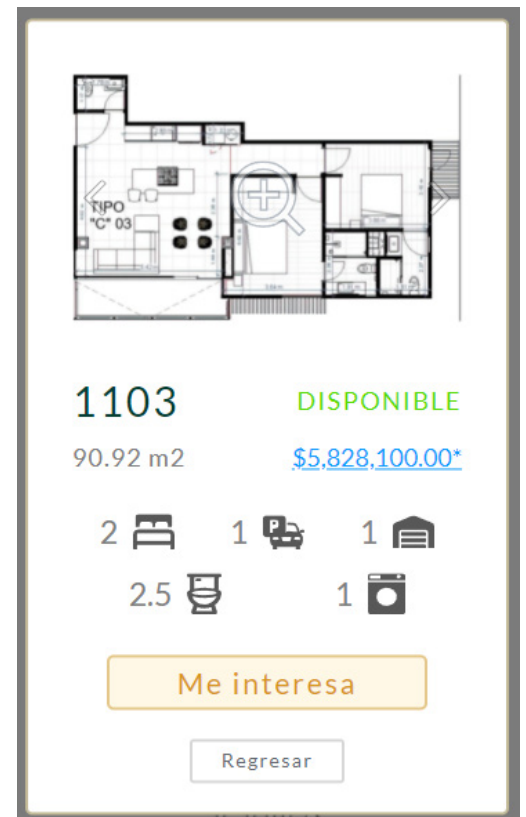 TIPO
"C" 03
1103
DISPONIBLE
90.92 m2
$5,828,100.00*
2
1
P
1
2.5
1
Me interesa
Regresar